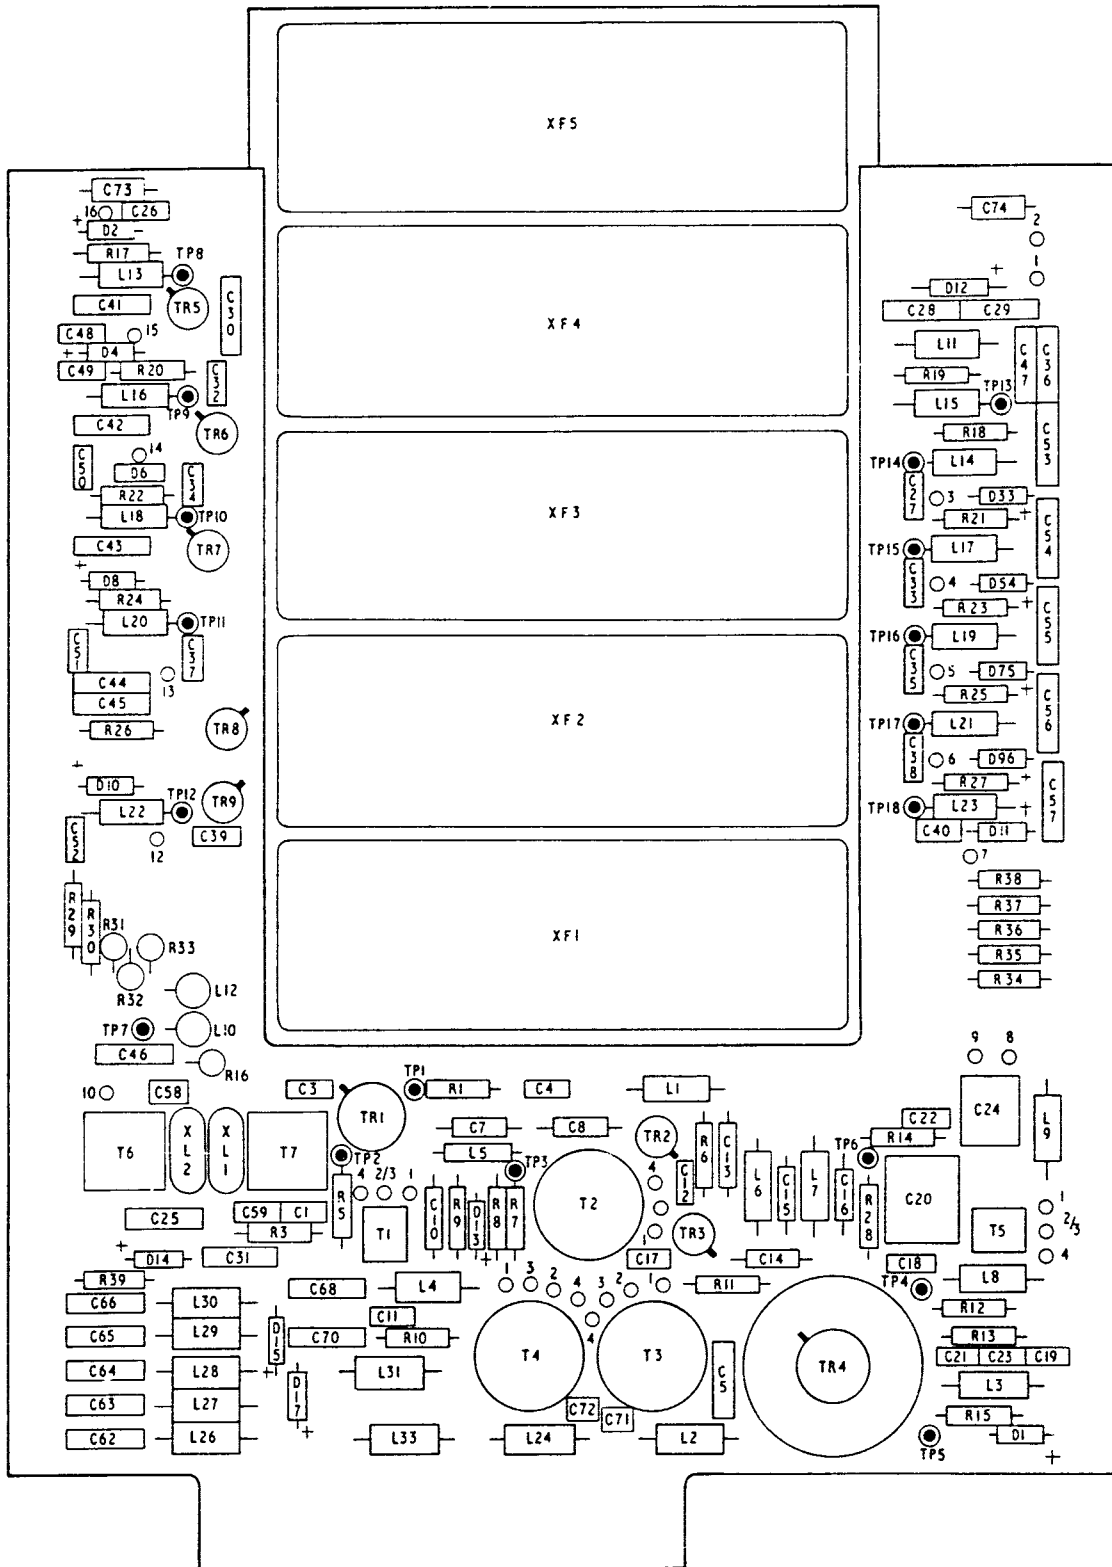 XF5
C73
16 C26
+
D2
R17
TP8
L13
C41
TR5
C30
C48
15
+ D4
C49 R20
C32
L16
TP9
C42
TR6
XF4
C74
2
1
+
D12
C28 C29
L11
C47
C36
R19
TP13
L15
R18
C53
TP14 L14
C27
3 D33
R21 +
C54
C50
14
D6
C34
R22
L18
TP10
C43
TR7
XF3
TP15 L17
C33
4 D54
R23 +
C55
+
D8
R24
L20
TP11
C51
C37
C44
13
C45
R26
TR8
XF2
TP16 L19
C35
5 D75
R25 +
C56
TP17 L21
C38
6 D96
R27 +
C57
TP18 L23 +
C40 D11
7
+
D10
TP12
L22
TR9
C52
C39
12
R29
R30
R31
R33
R32
L12
TP7
L10
C46
R16
XF1
R38
R37
R36
R35
R34
9 8
10
C58
C3
TP1
R1
C4
L1
C24
L9
T6
XL2
XL1
T7
TR1
C7
C8
TR2
R6
C13
C22
R14
TP6
L5
TP2
TP3
4 2/3 1
R5
4
C12
L6
C15
L7
C16
R28
C20
T5
1
2/3
4
C25
C59 C1
R3
T1
C10
R9
D13
R8
R7
+
T2
1
TR3
C17
C14
C18
+
D14
C31
R39
C66
L30
C68
L4
1 3 2 4 3 2 1
4
R11
TP4
L8
R12
C65
L29
D15
+
C70
C11
R10
T4
T3
C5
TR4
R13
C21 C23 C19
C64
L28
L31
L3
C63
L27
D17
+
C72
C71
R15
D1
+
C62
L26
L33
L24
L2
TP5